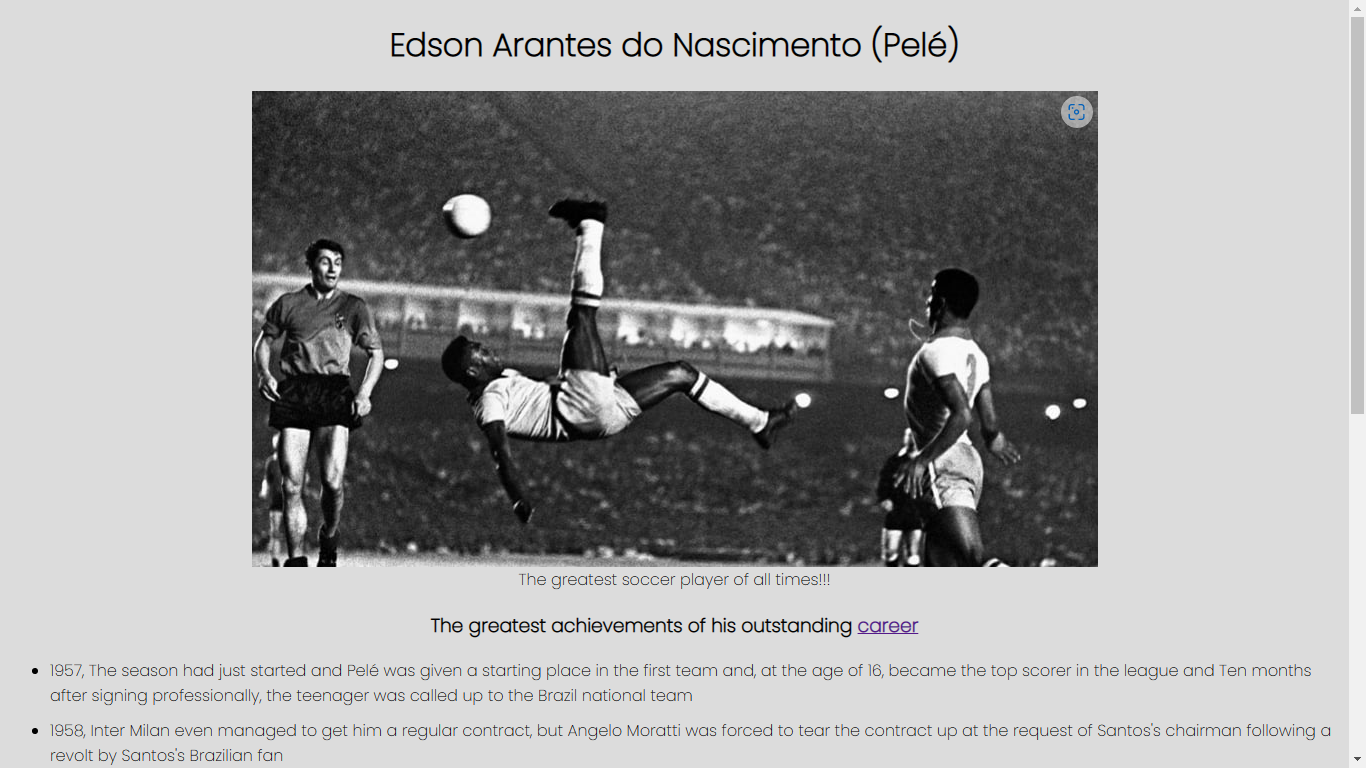 Edson Arantes do Nascimento (Pelé)
The greatest soccer player of all times!!!
The greatest achievements of his outstanding career
1957, The season had just started and Pelé was given a starting place in the first team and, at the age of 16, became the top scorer in the league and Ten months
after signing professionally, the teenager was called up to the Brazil national team
1958, Inter Milan even managed to get him a regular contract, but Angelo Moratti was forced to tear the contract up at the request of Santos's chairman following a
revolt by Santos's Brazilian fan